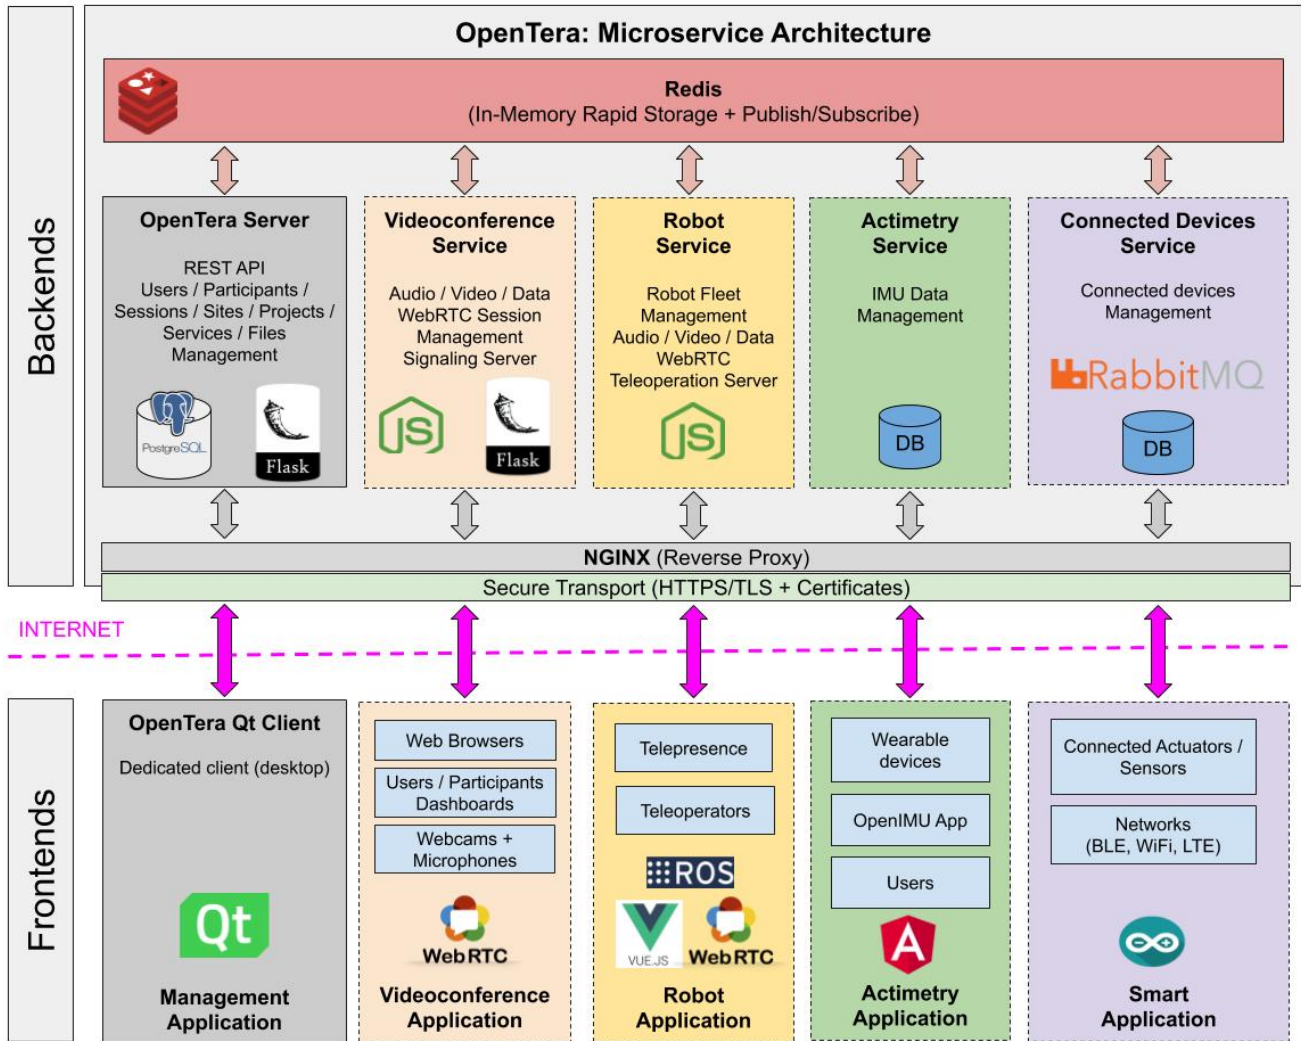 OpenTera: Microservice Architecture
Redis
(In-Memory Rapid Storage + Publish/Subscribe)
Backends
OpenTera Server
REST API
Users / Participants /
Sessions / Sites / Projects /
Services / Files
Management
PostgreSQL
Flask
Videoconference
Service
Audio / Video / Data
WebRTC Session
Management
Signaling Server
JS
Flask
Robot
Service
Robot Fleet
Management
Audio / Video / Data
WebRTC
Teleoperation Server
JS
Actimetry
Service
IMU Data
Management
DB
Connected Devices
Service
Connected devices
Management
RabbitMQ
DB
NGINX (Reverse Proxy)
Secure Transport (HTTPS/TLS + Certificates)
INTERNET
Frontends
OpenTera Qt Client
Dedicated client (desktop)
Qt
Management
Application
Web Browsers
Users / Participants
Dashboards
Webcams +
Microphones
WebRTC
Videoconference
Application
Telepresence
Teleoperators
ROS
VUE.JS
WebRTC
Robot
Application
Wearable
devices
OpenIMU App
Users
A
Actimetry
Application
Connected Actuators /
Sensors
Networks
(BLE, WiFi, LTE)
Smart
Application